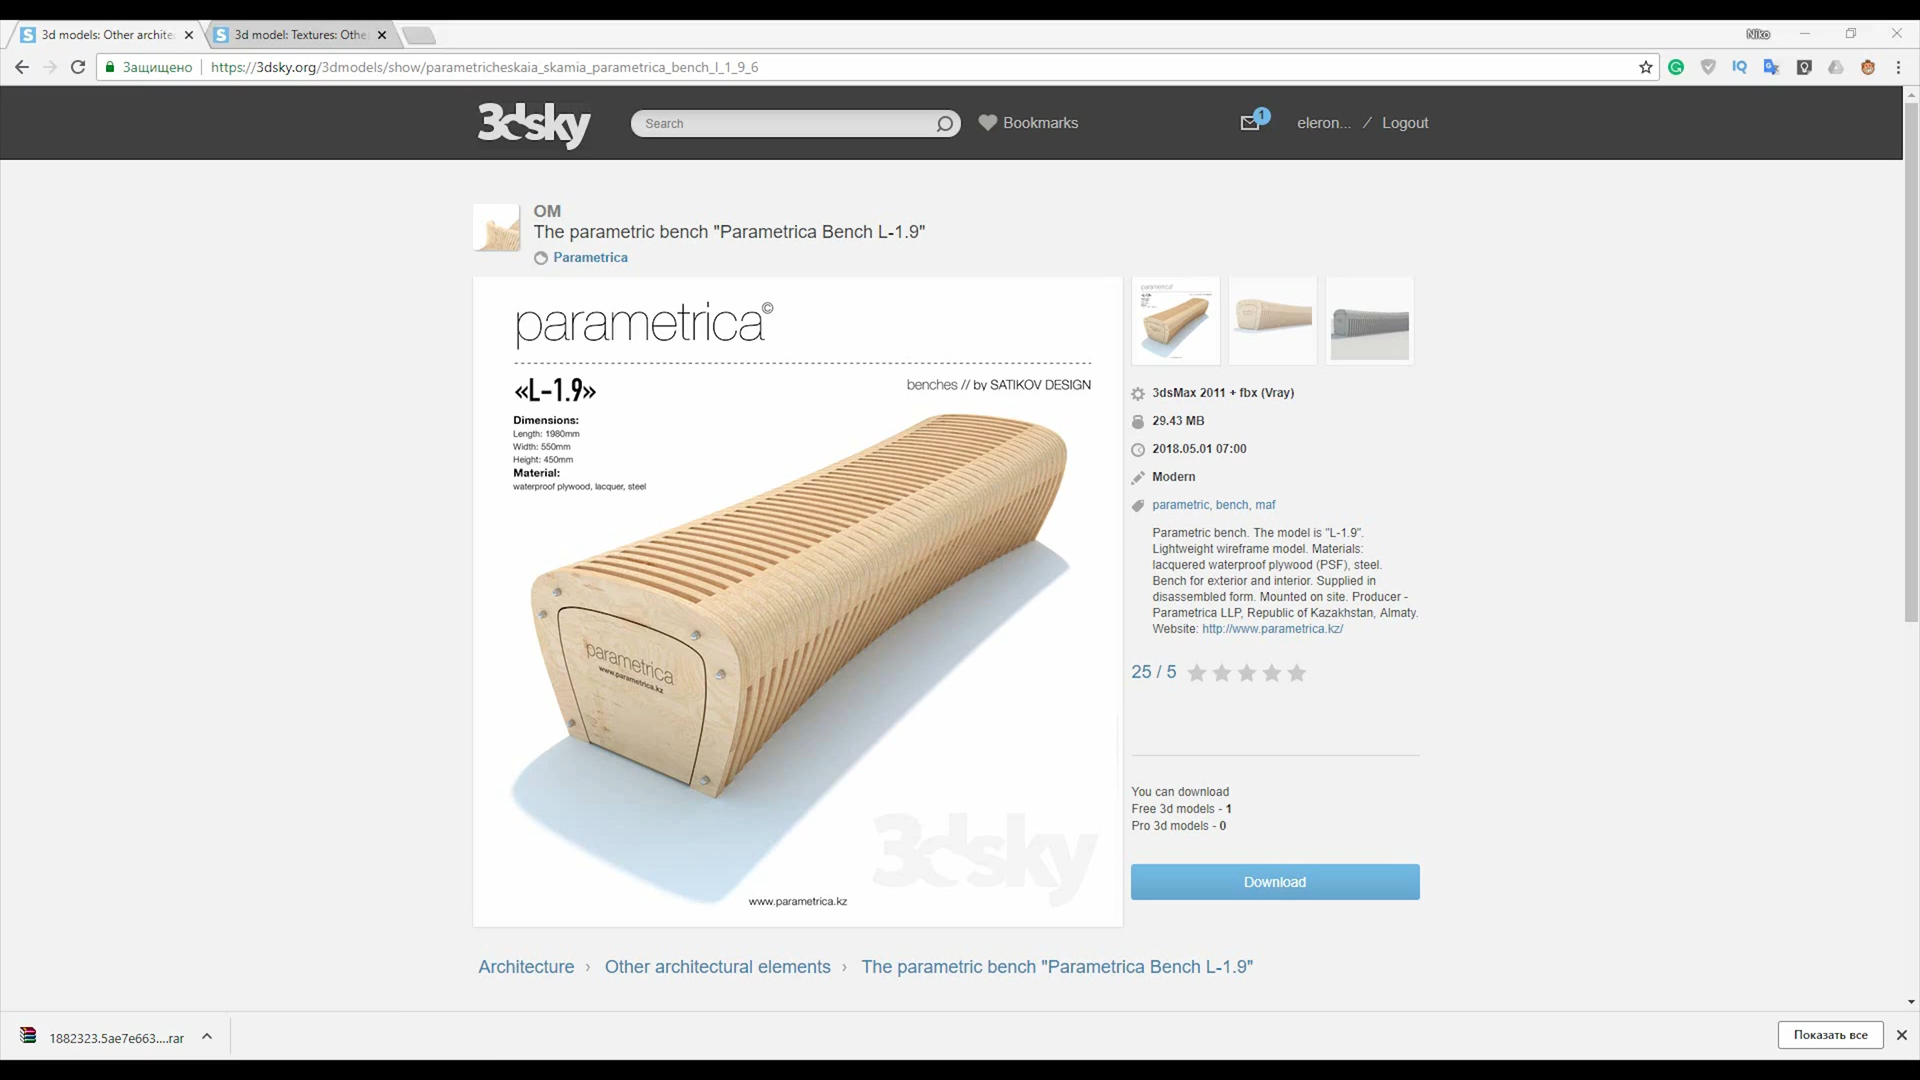 3d models: Other archite
3d model: Textures: Othe
Niko
Защищено
https://3dsky.org/3dmodels/show/parametricheskaia_skamia_parametrica_bench_l_1_9_6
3dsky
Search
Bookmarks
1
eleron... / Logout
OM
The parametric bench "Parametrica Bench L-1.9"
Parametrica
parametrica©
«L-1.9»
benches // by SATIKOV DESIGN
Dimensions:
Length: 1980mm
Width: 550mm
Height: 450mm
Material:
waterproof plywood, lacquer, steel
parametrica
www.parametrica.kz
3dsky
www.parametrica.kz
3dsMax 2011 + fbx (Vray)
29.43 MB
2018.05.01 07:00
Modern
parametric, bench, maf
Parametric bench. The model is "L-1.9".
Lightweight wireframe model. Materials:
lacquered waterproof plywood (PSF), steel.
Bench for exterior and interior. Supplied in
disassembled form. Mounted on site. Producer -
Parametrica LLP, Republic of Kazakhstan, Almaty.
Website: http://www.parametrica.kz/
25 / 5
You can download
Free 3d models - 1
Pro 3d models - 0
Download
Architecture › Other architectural elements › The parametric bench "Parametrica Bench L-1.9"
1882323.5ae7e663....rar
Показать все